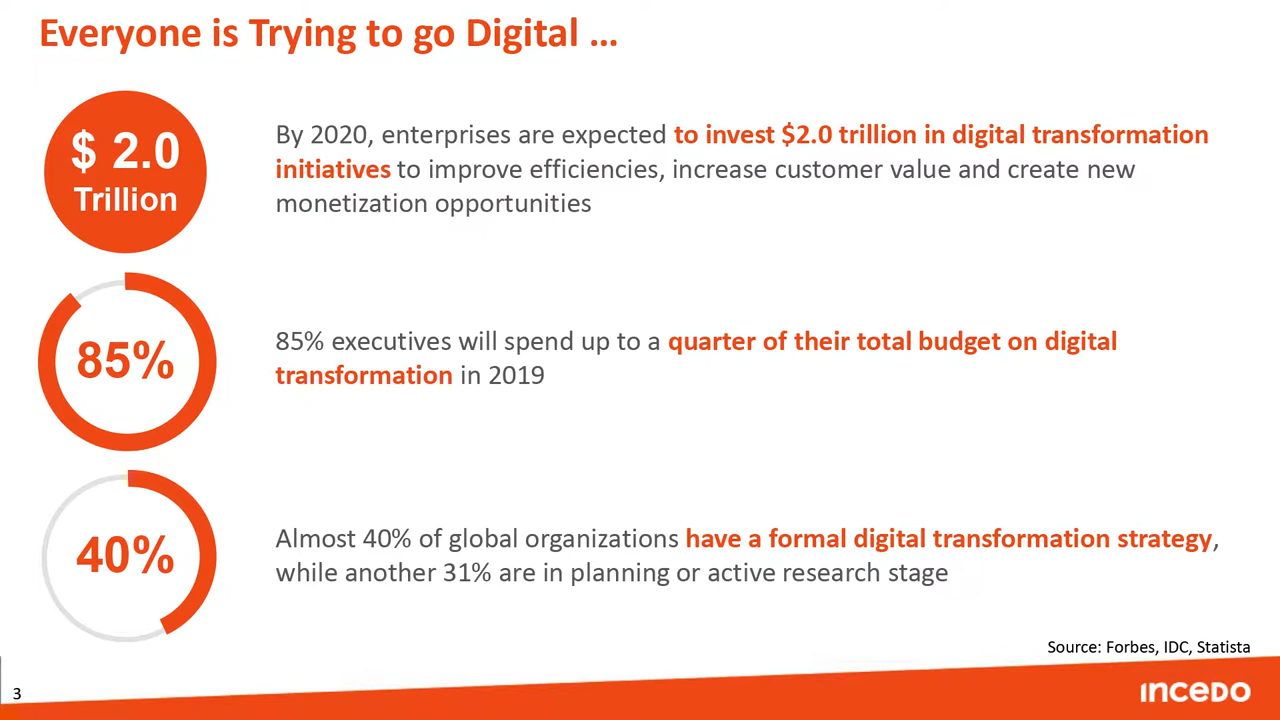 Everyone is Trying to go Digital …
$ 2.0
Trillion
By 2020, enterprises are expected to invest $2.0 trillion in digital transformation
initiatives to improve efficiencies, increase customer value and create new
monetization opportunities
85%
85% executives will spend up to a quarter of their total budget on digital
transformation in 2019
40%
Almost 40% of global organizations have a formal digital transformation strategy,
while another 31% are in planning or active research stage
Source: Forbes, IDC, Statista
3
INCEDO